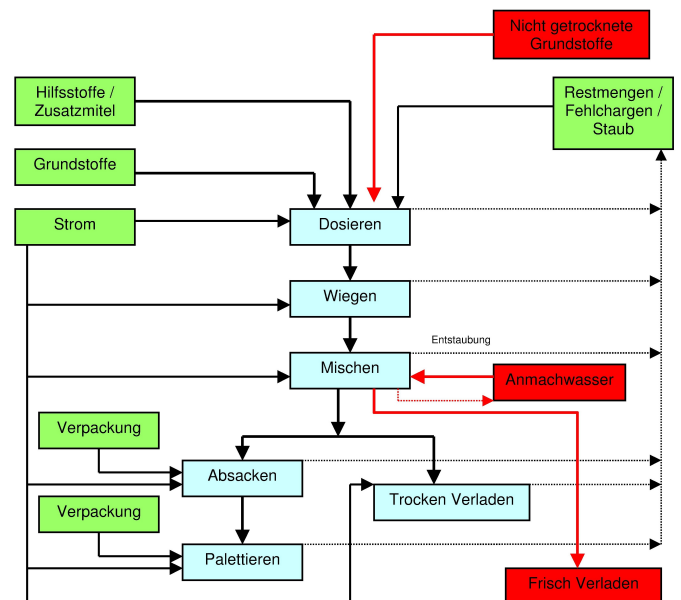 Nicht getrocknete
Grundstoffe
Hilfsstoffe /
Zusatzmitel
Restmengen /
Fehlchargen /
Staub
Grundstoffe
Strom
Dosieren
Wiegen
Entstaubung
Mischen
Anmachwasser
Verpackung
Absacken
Trocken Verladen
Verpackung
Palettieren
Frisch Verladen